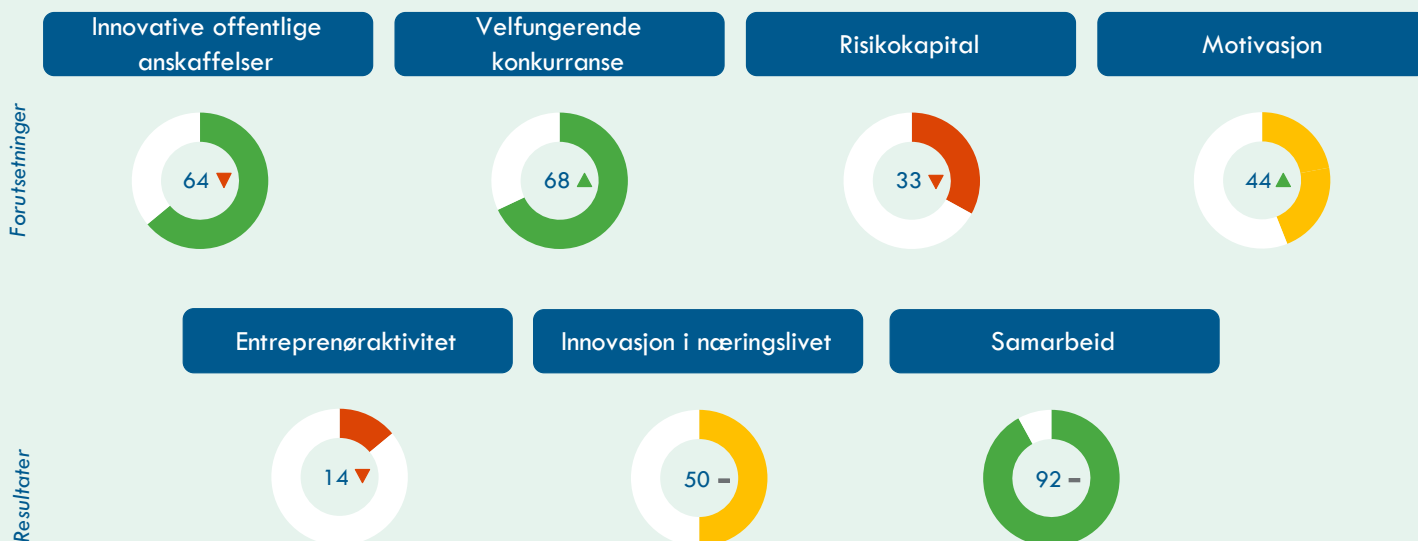 Innovative offentlige
anskaffelser
Velfungerende
konkurranse
Risikokapital
Motivasjon
Forutsetninger
64
68
33
44
Entreprenøraktivitet
Innovasjon i næringslivet
Samarbeid
Resultater
14
50
92